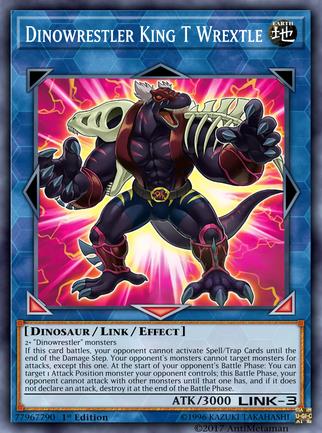 DINOWRESTLER KING T WREXTLE
EARTH
地
[DINOSAUR / LINK / EFFECT]
2+ "Dinowrestler" monsters
If this card battles, your opponent cannot activate Spell/Trap Cards until the
end of the Damage Step. Your opponent's monsters cannot target monsters for
attacks, except this one. At the start of your opponent's Battle Phase: You can
target 1 Attack Position monster your opponent controls; this Battle Phase, your
opponent cannot attack with other monsters until that one has, and if it does
not declare an attack, destroy it at the end of the Battle Phase.
ATK/3000 LINK-3
77967790 1st Edition ©1996 KAZUKI TAKAHASHI
©2017 AntiMetaman